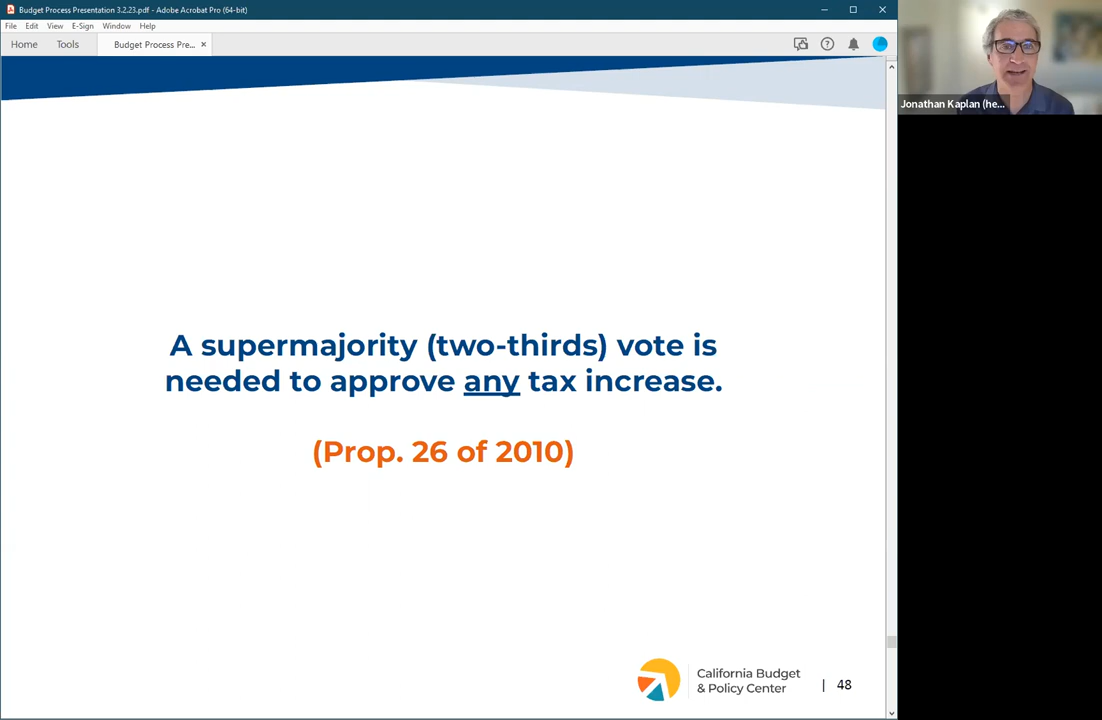 Budget Process Presentation 3.2.23.pdf - Adobe Acrobat Pro (64-bit)
File Edit View E-Sign Window Help
Home Tools Budget Process Pre... ×
Jonathan Kaplan (he...
A supermajority (two-thirds) vote is
needed to approve any tax increase.
(Prop. 26 of 2010)
California Budget
& Policy Center
| 48